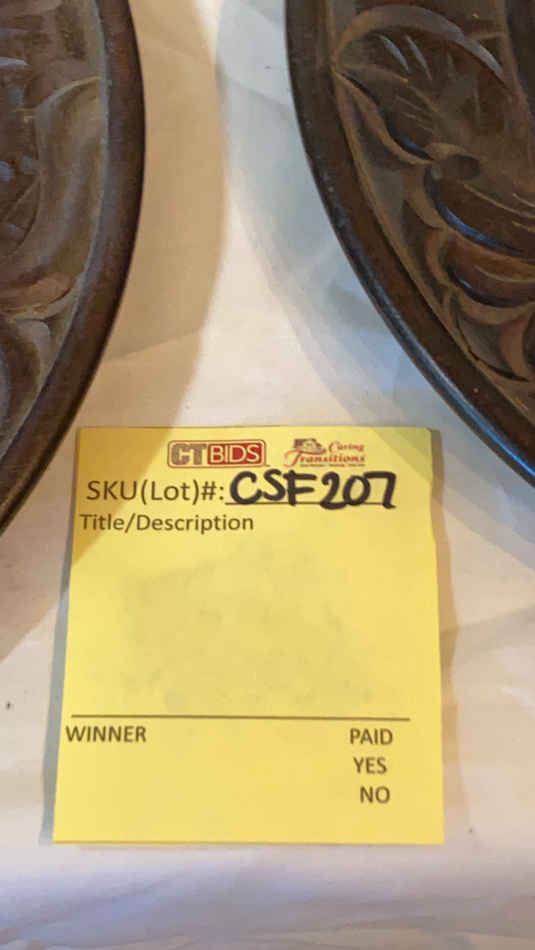 CTBIDS Caring
Transitions
SKU(Lot)#: CSF207
Title/Description
WINNER PAID
YES
NO